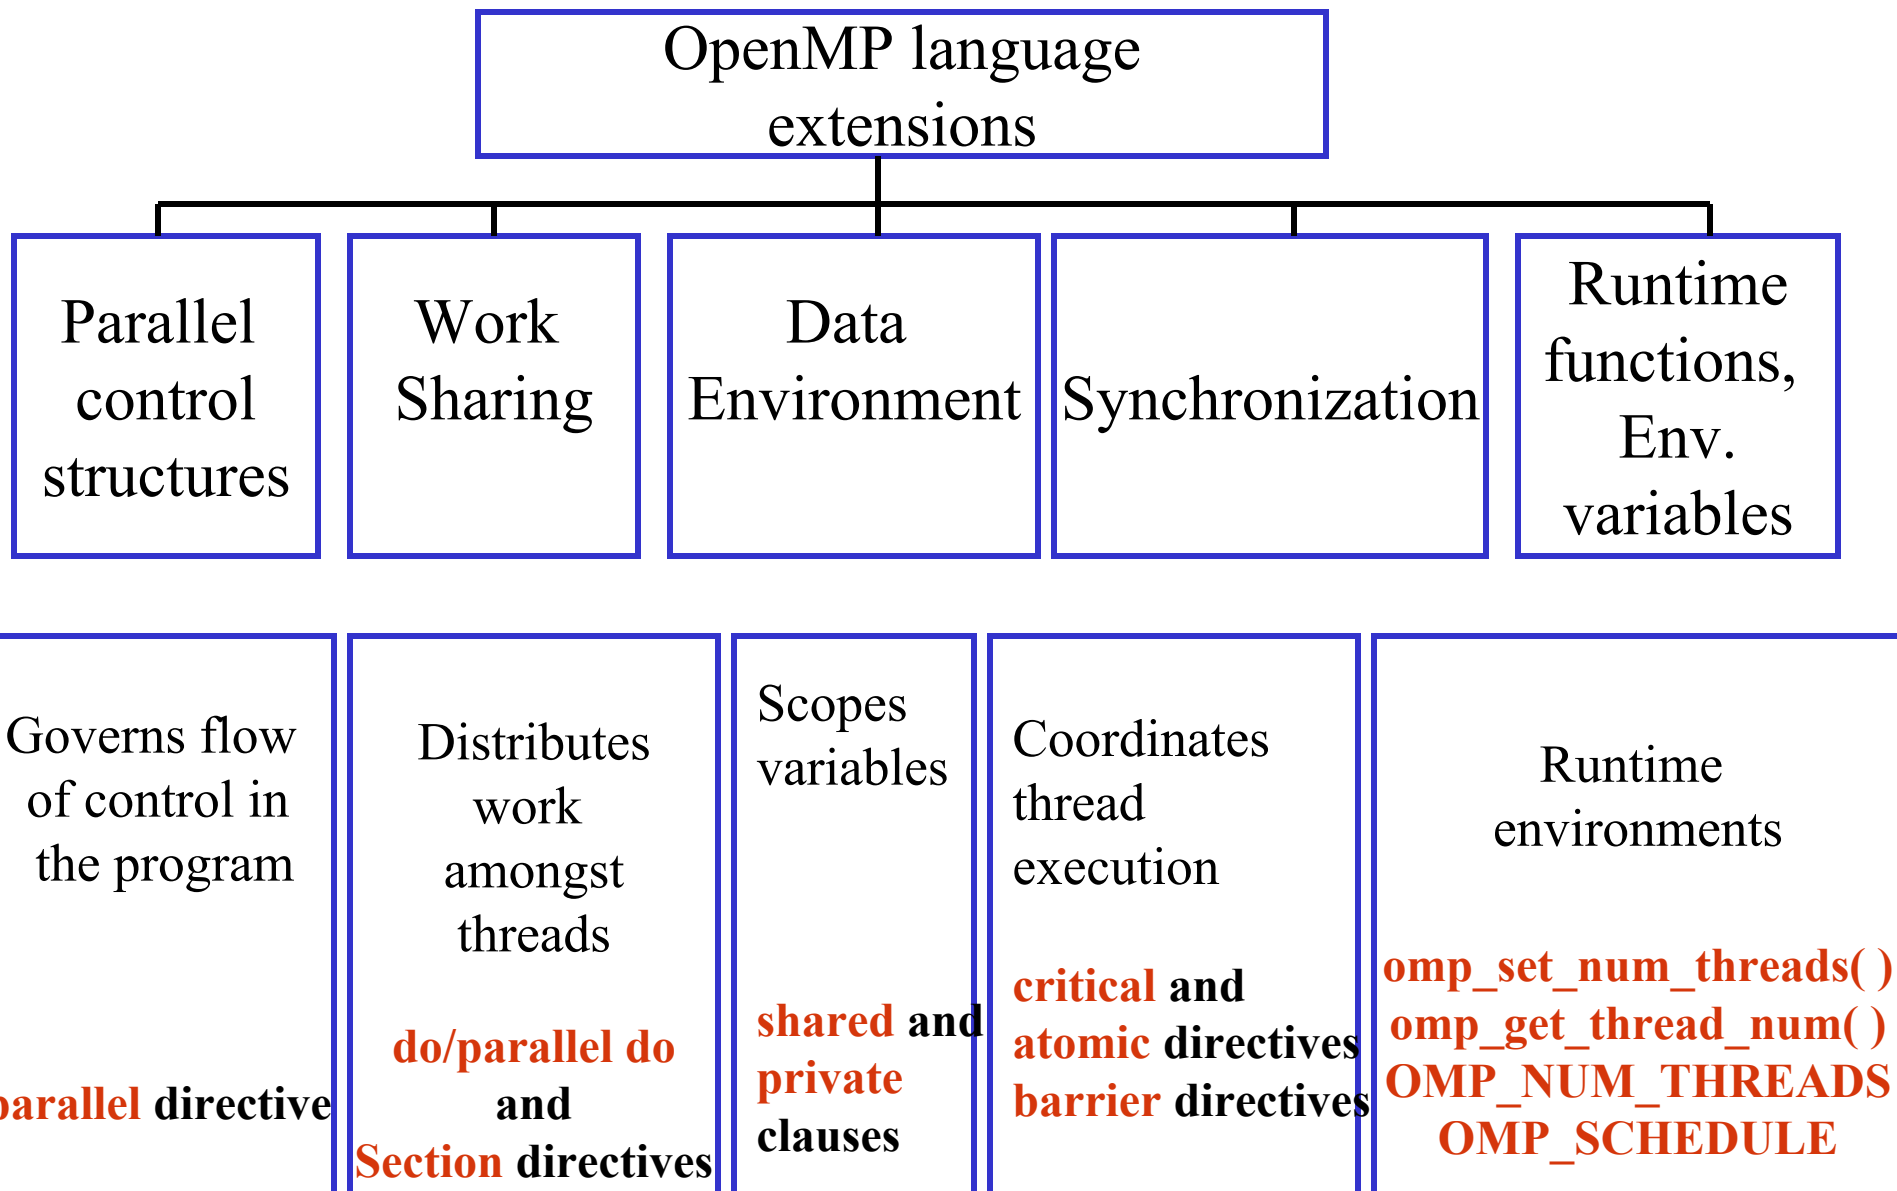 OpenMP language
extensions
Parallel
control
structures
Work
Sharing
Data
Environment
Synchronization
Runtime
functions,
Env.
variables
Governs flow
of control in
the program
parallel directive
Distributes
work
amongst
threads
do/parallel do
and
Section directives
Scopes
variables
shared and
private
clauses
Coordinates
thread
execution
critical and
atomic directives
barrier directives
Runtime
environments
omp_set_num_threads( )
omp_get_thread_num( )
OMP_NUM_THREADS
OMP_SCHEDULE